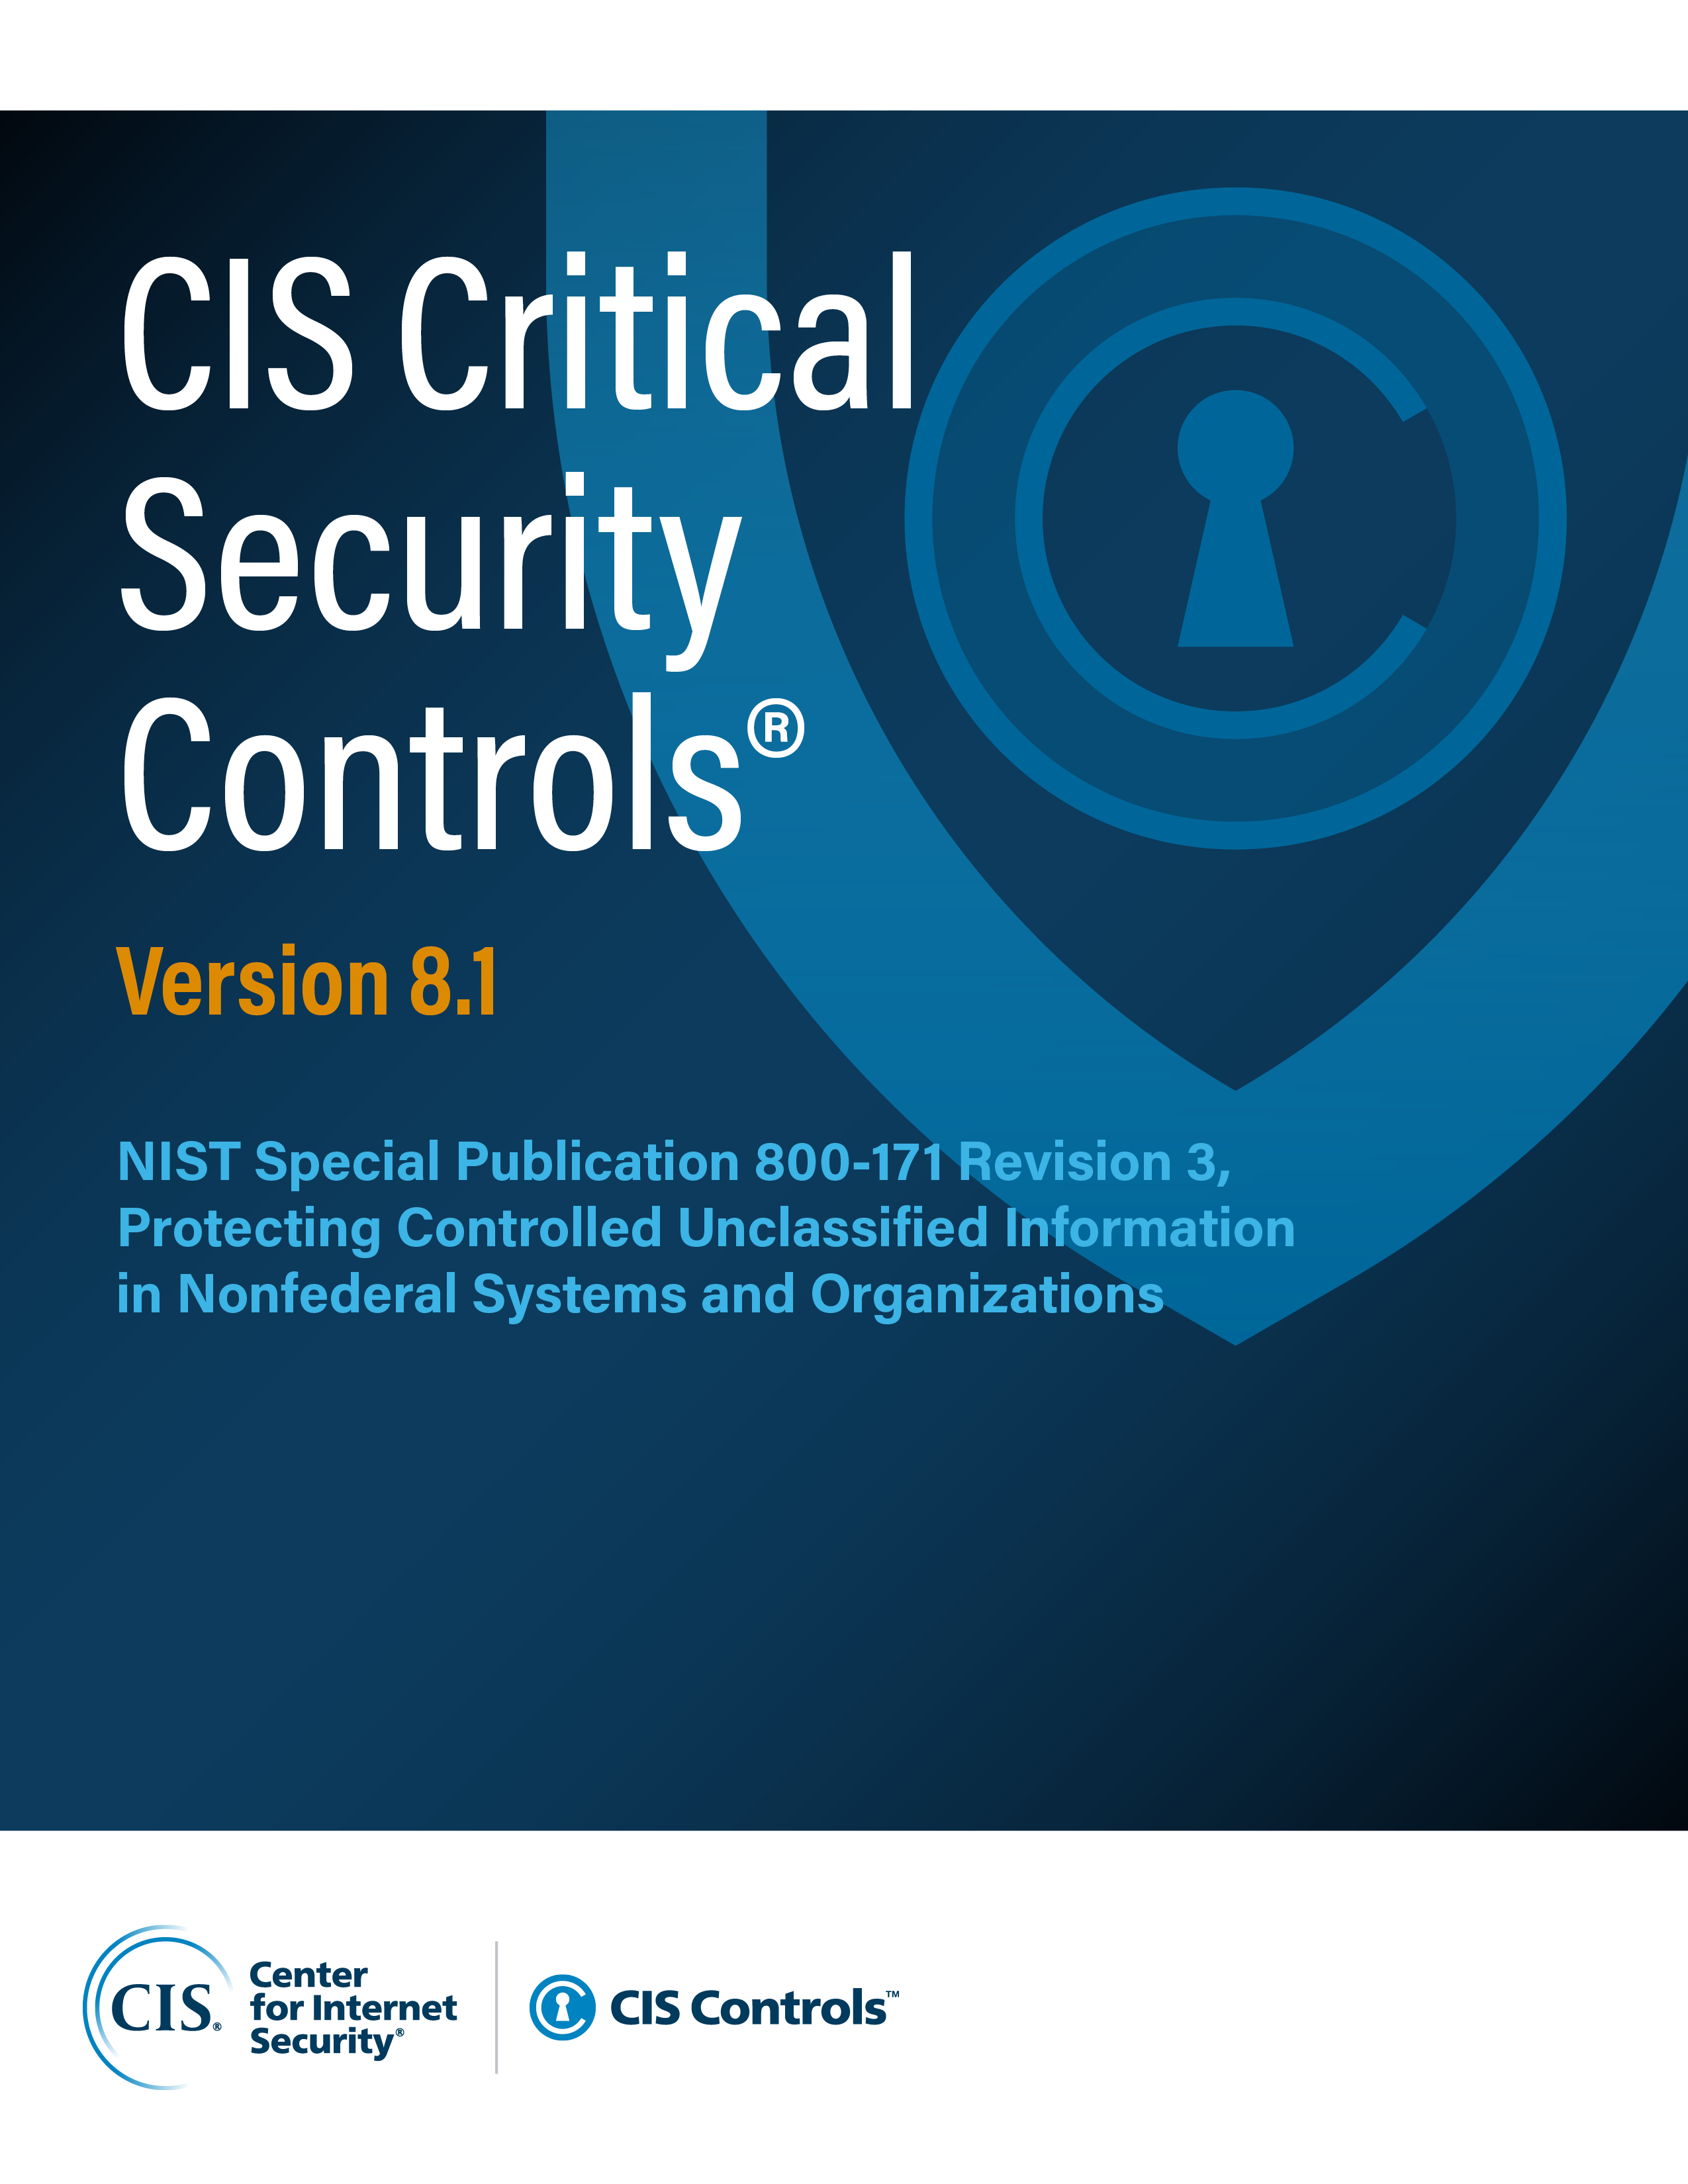 CIS Critical
Security
Controls®
Version 8.1
NIST Special Publication 800-171 Revision 3,
Protecting Controlled Unclassified Information
in Nonfederal Systems and Organizations
CIS®
Center
for Internet
Security®
CIS Controls™